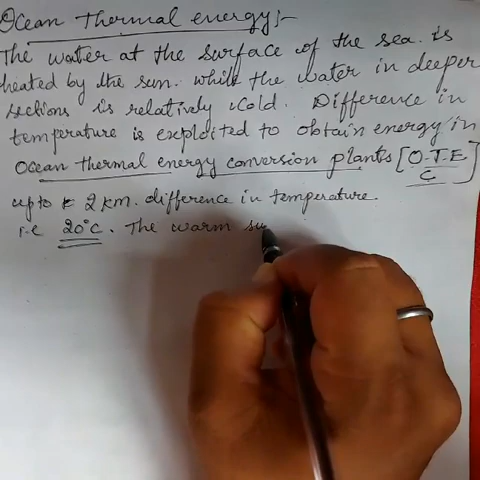 Ocean Thermal energy:-
The water at the surface of the sea is
heated by the sun. while the water in deeper
sections is relatively cold. Difference in
temperature is exploited to obtain energy in
Ocean thermal energy conversion plants [O.T.E
C]
up to 2 km. difference in temperature
i.e 20°C. The warm su